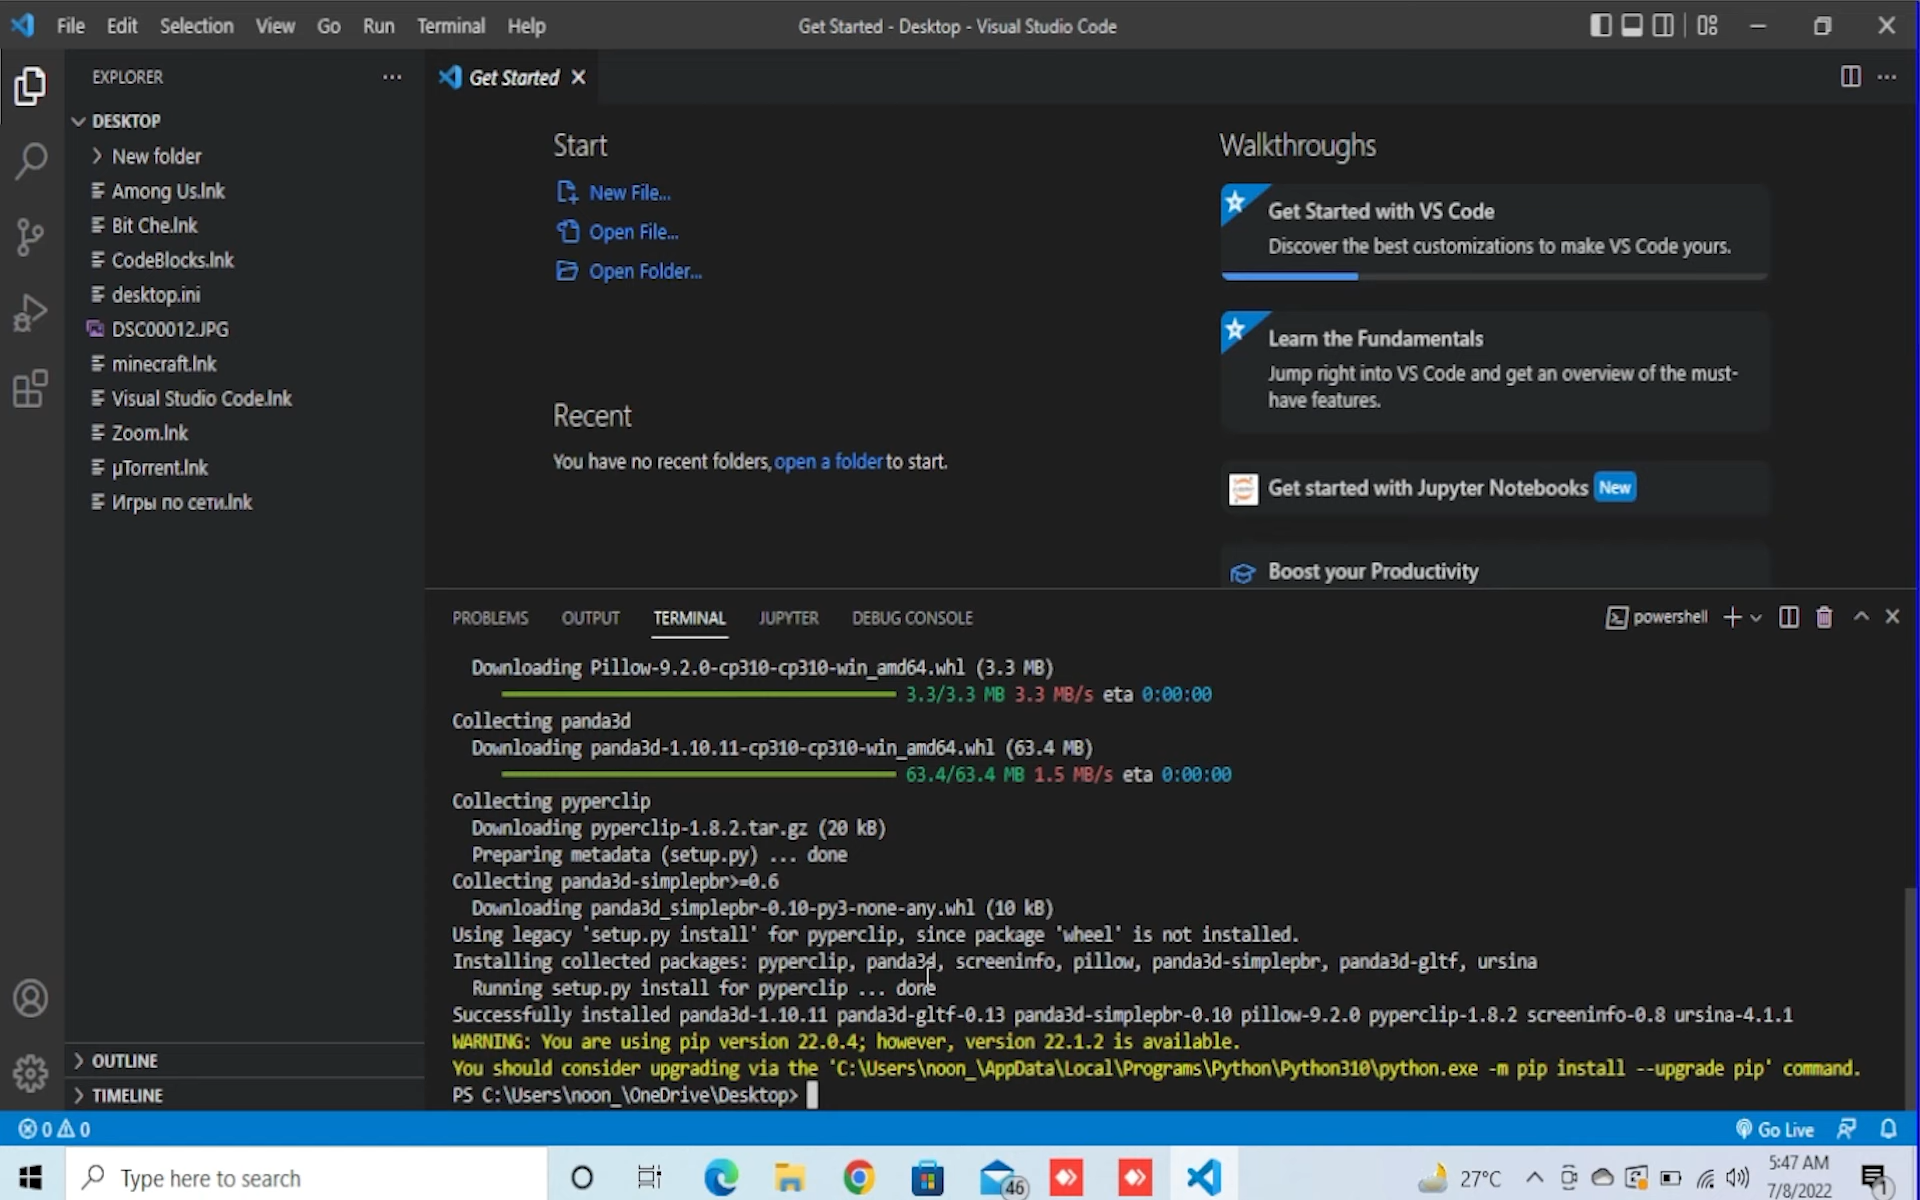 File Edit Selection View Go Run Terminal Help
Get Started - Desktop - Visual Studio Code
EXPLORER
Get Started
DESKTOP
New folder
Among Us.lnk
Bit Che.lnk
CodeBlocks.lnk
desktop.ini
DSC00012.JPG
minecraft.lnk
Visual Studio Code.lnk
Zoom.lnk
µTorrent.lnk
Игры по сети.lnk
OUTLINE
TIMELINE
Start
New File...
Open File...
Open Folder...
Recent
You have no recent folders, open a folder to start.
Walkthroughs
Get Started with VS Code
Discover the best customizations to make VS Code yours.
Learn the Fundamentals
Jump right into VS Code and get an overview of the must-
have features.
Get started with Jupyter Notebooks New
Boost your Productivity
PROBLEMS OUTPUT TERMINAL JUPYTER DEBUG CONSOLE
powershell
Downloading Pillow-9.2.0-cp310-cp310-win_amd64.whl (3.3 MB)
3.3/3.3 MB 3.3 MB/s eta 0:00:00
Collecting panda3d
Downloading panda3d-1.10.11-cp310-cp310-win_amd64.whl (63.4 MB)
63.4/63.4 MB 1.5 MB/s eta 0:00:00
Collecting pyperclip
Downloading pyperclip-1.8.2.tar.gz (20 kB)
Preparing metadata (setup.py) ... done
Collecting panda3d-simplepbr>=0.6
Downloading panda3d_simplepbr-0.10-py3-none-any.whl (10 kB)
Using legacy 'setup.py install' for pyperclip, since package 'wheel' is not installed.
Installing collected packages: pyperclip, panda3d, screeninfo, pillow, panda3d-simplepbr, panda3d-gltf, ursina
Running setup.py install for pyperclip ... done
Successfully installed panda3d-1.10.11 panda3d-gltf-0.13 panda3d-simplepbr-0.10 pillow-9.2.0 pyperclip-1.8.2 screeninfo-0.8 ursina-4.1.1
WARNING: You are using pip version 22.0.4; however, version 22.1.2 is available.
You should consider upgrading via the 'C:\Users\noon_\AppData\Local\Programs\Python\Python310\python.exe -m pip install --upgrade pip' command.
PS C:\Users\noon_\OneDrive\Desktop>
0 0
Go Live
Type here to search
46
27°C
5:47 AM
7/8/2022
1